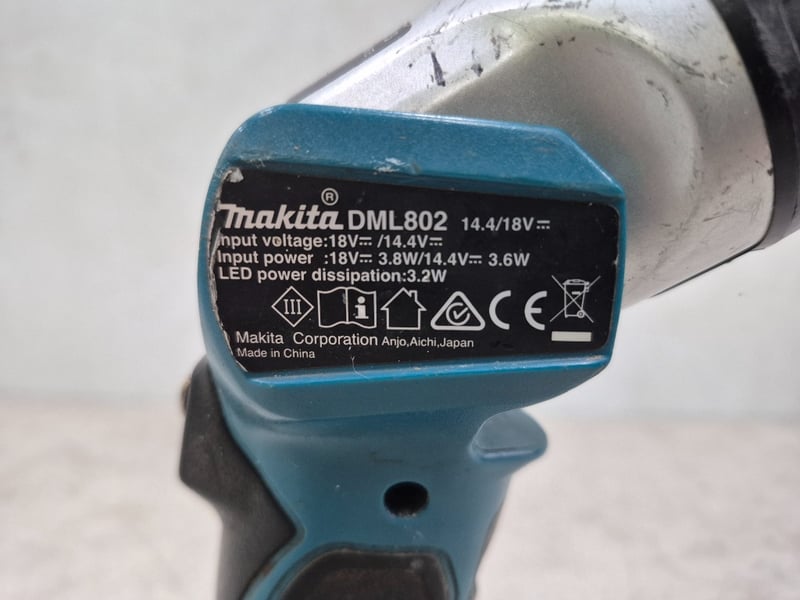 makita® DML802 14.4/18V⎓
Input voltage:18V⎓ /14.4V⎓
Input power :18V⎓ 3.8W/14.4V⎓ 3.6W
LED power dissipation:3.2W
III i CE
Makita Corporation Anjo,Aichi,Japan
Made in China